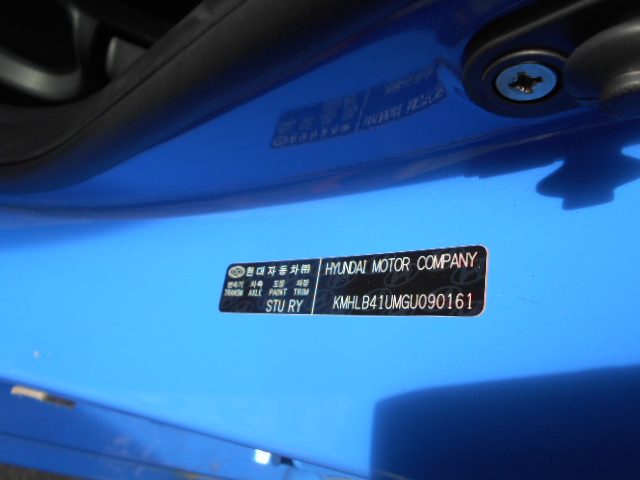 현대자동차㈜
변속기 차축 도장 의장
TRANSM AXLE PAINT TRIM
STU RY
HYUNDAI MOTOR COMPANY
KMHLB41UMGU090161